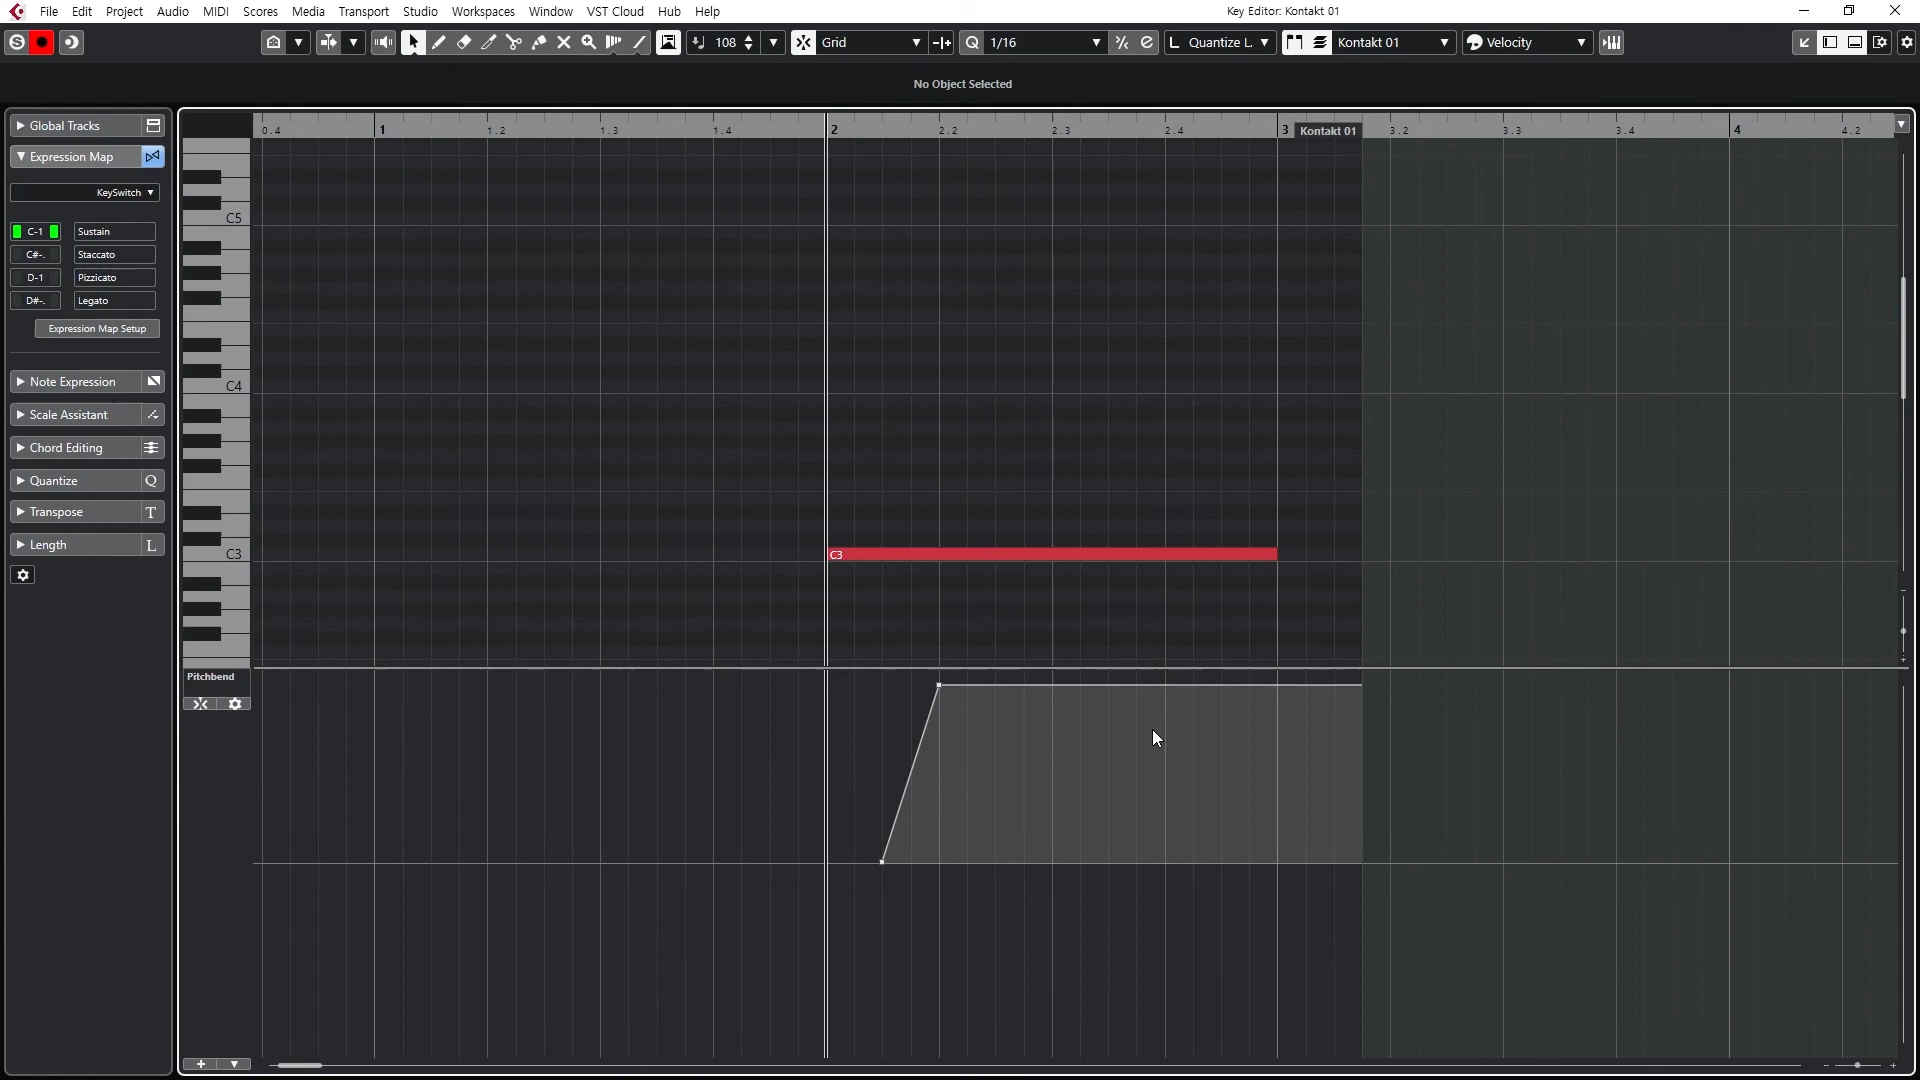 File Edit Project Audio MIDI Scores Media Transport Studio Workspaces Window VST Cloud Hub Help Key Editor: Kontakt 01
S 108 Grid Q 1/16 L Quantize L. Kontakt 01 Velocity
No Object Selected
Global Tracks
0.4 1 1.2 1.3 1.4 2 2.2 2.3 2.4 3 Kontakt 01 3.2 3.3 3.4 4 4.2
Expression Map
KeySwitch
C5
C-1 Sustain
C#-. Staccato
D-1 Pizzicato
D#-. Legato
Expression Map Setup
Note Expression
C4
Scale Assistant
Chord Editing
Quantize Q
Transpose T
Length L
C3 C3
Pitchbend